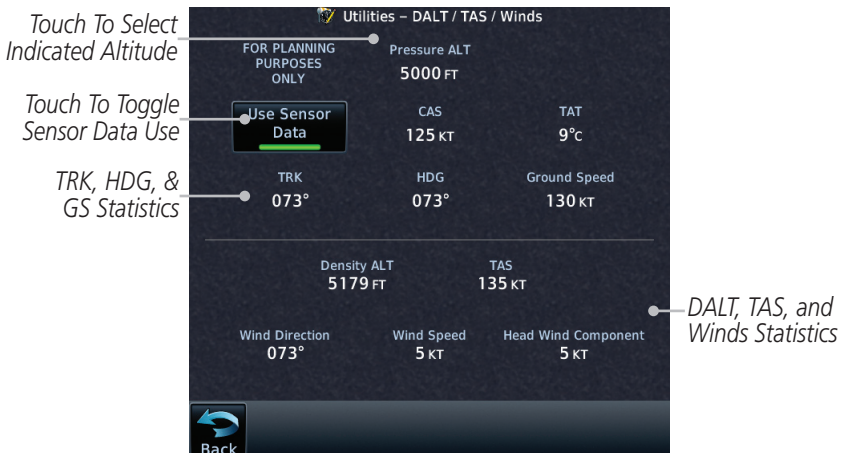 Utilities – DALT / TAS / Winds
Touch To Select
Indicated Altitude
FOR PLANNING
PURPOSES
ONLY
Pressure ALT
5000 FT
Touch To Toggle
Sensor Data Use
Use Sensor
Data
CAS
125 KT
TAT
9°C
TRK, HDG, &
GS Statistics
TRK
073°
HDG
073°
Ground Speed
130 KT
Density ALT
5179 FT
TAS
135 KT
DALT, TAS, and
Winds Statistics
Wind Direction
073°
Wind Speed
5 KT
Head Wind Component
5 KT
Back